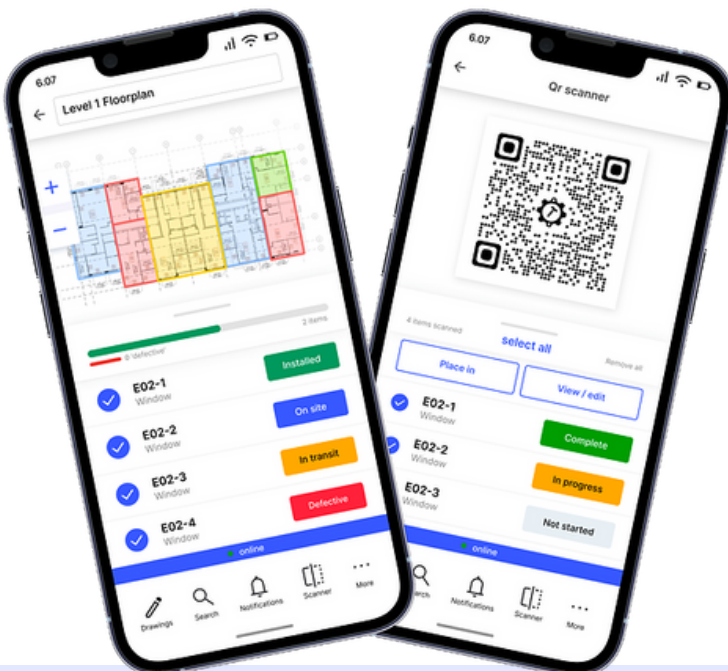 6.07
Level 1 Floorplan
+
−
6 'defective'
2 items
E02-1
Window
Installed
E02-2
Window
On site
E02-3
Window
In transit
E02-4
Window
Defective
online
Drawings
Search
Notifications
Scanner
More
6.07
Qr scanner
4 items scanned
select all
Remove all
Place in
View / edit
E02-1
Window
Complete
E02-2
Window
In progress
E02-3
Window
Not started
online
arch
Notifications
Scanner
More